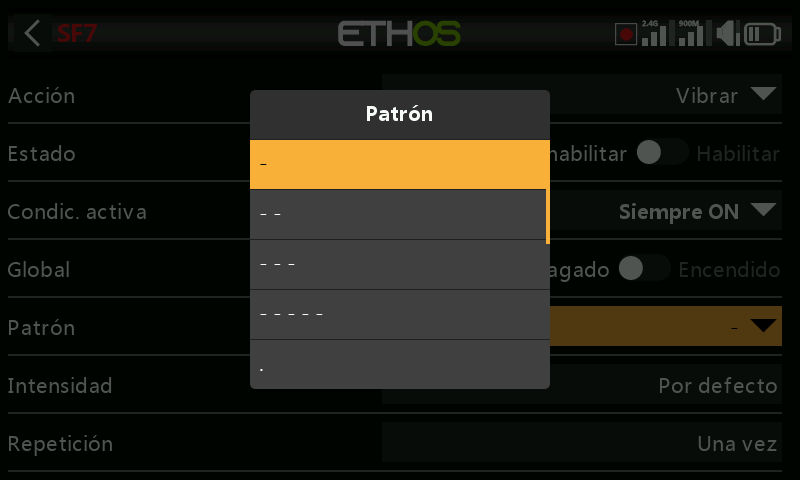 SF7
ETHOS
2.4G
900M
Acción
Vibrar
Estado
habilitar
Habilitar
Condic. activa
Siempre ON
Global
agado
Encendido
Patrón
-
Intensidad
Por defecto
Repetición
Una vez
Patrón
-
- -
- - -
- - - - -
.